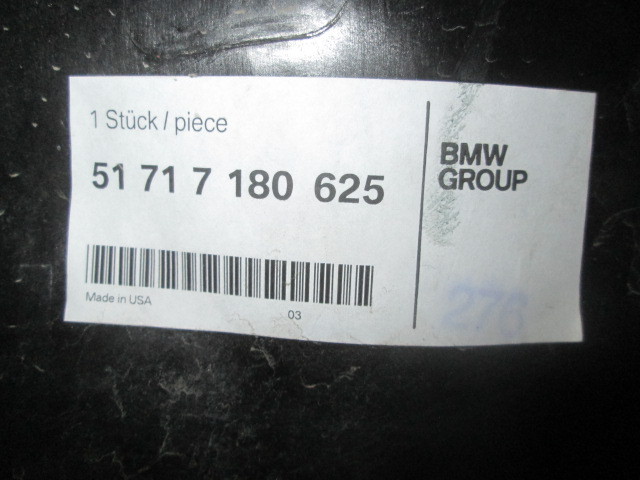 1 Stück / piece
51 71 7 180 625
BMW
GROUP
Made in USA
03